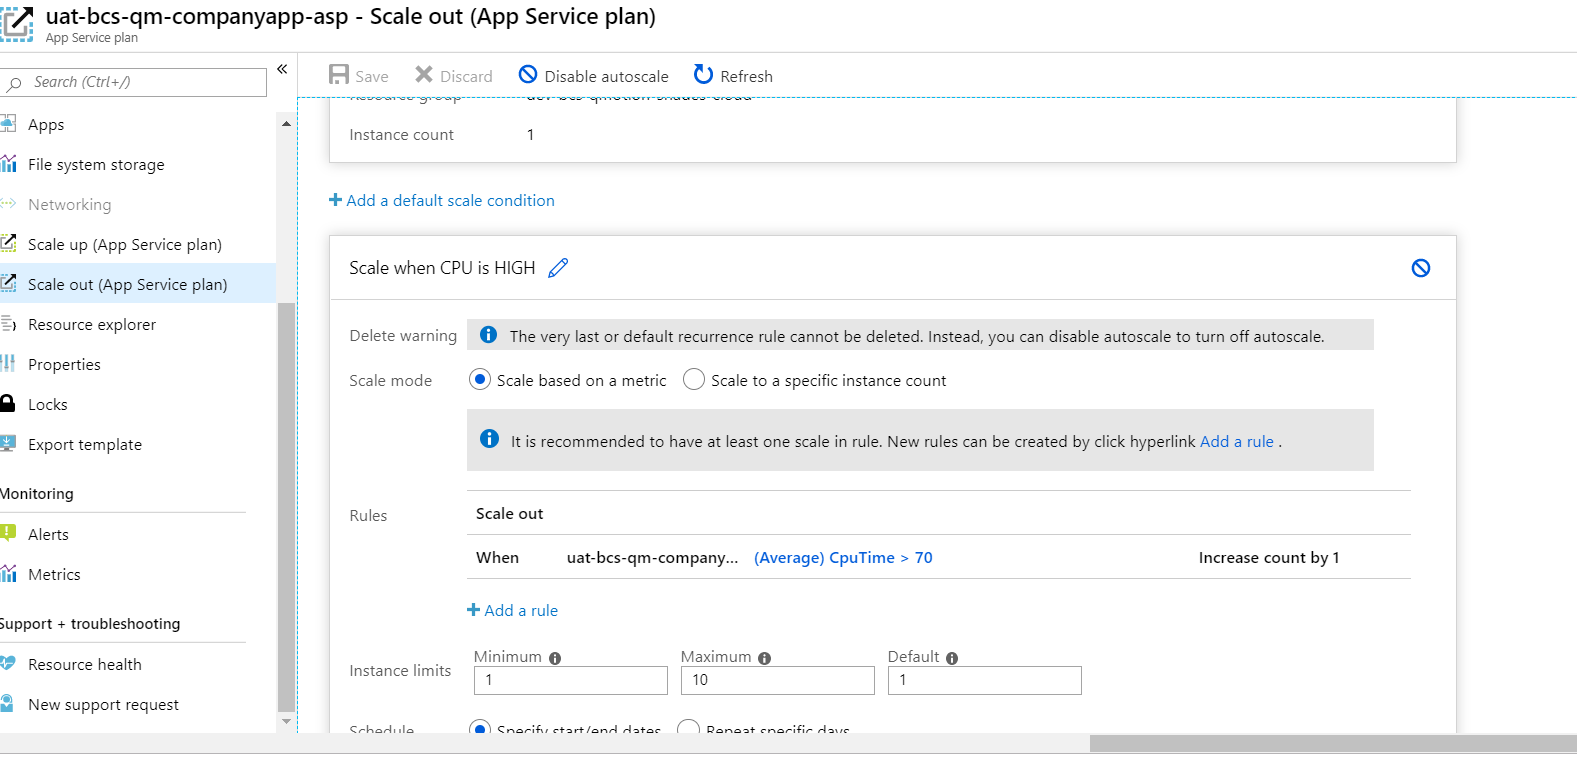 uat-bcs-qm-companyapp-asp - Scale out (App Service plan)
App Service plan
Search (Ctrl+/)
«
Save
Discard
Disable autoscale
Refresh
Apps
File system storage
Networking
Scale up (App Service plan)
Scale out (App Service plan)
Resource explorer
Properties
Locks
Export template
Monitoring
Alerts
Metrics
Support + troubleshooting
Resource health
New support request
Resource group dev-bcs-qmotion-shades-cloud
Instance count 1
+ Add a default scale condition
Scale when CPU is HIGH
Delete warning The very last or default recurrence rule cannot be deleted. Instead, you can disable autoscale to turn off autoscale.
Scale mode Scale based on a metric Scale to a specific instance count
It is recommended to have at least one scale in rule. New rules can be created by click hyperlink Add a rule .
Rules Scale out
When uat-bcs-qm-company... (Average) CpuTime > 70 Increase count by 1
+ Add a rule
Instance limits
Minimum
1
Maximum
10
Default
1
Schedule Specify start/end dates Repeat specific days